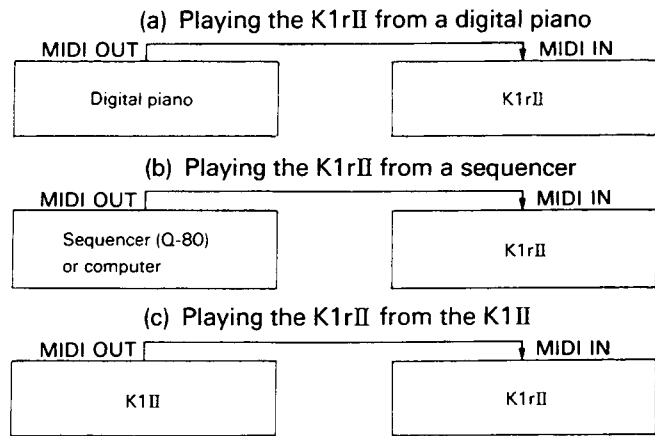 (a) Playing the K1rII from a digital piano
MIDI OUT MIDI IN
Digital piano K1rII
(b) Playing the K1rII from a sequencer
MIDI OUT MIDI IN
Sequencer (Q-80)
or computer
K1rII
(c) Playing the K1rII from the K1II
MIDI OUT MIDI IN
K1II K1rII